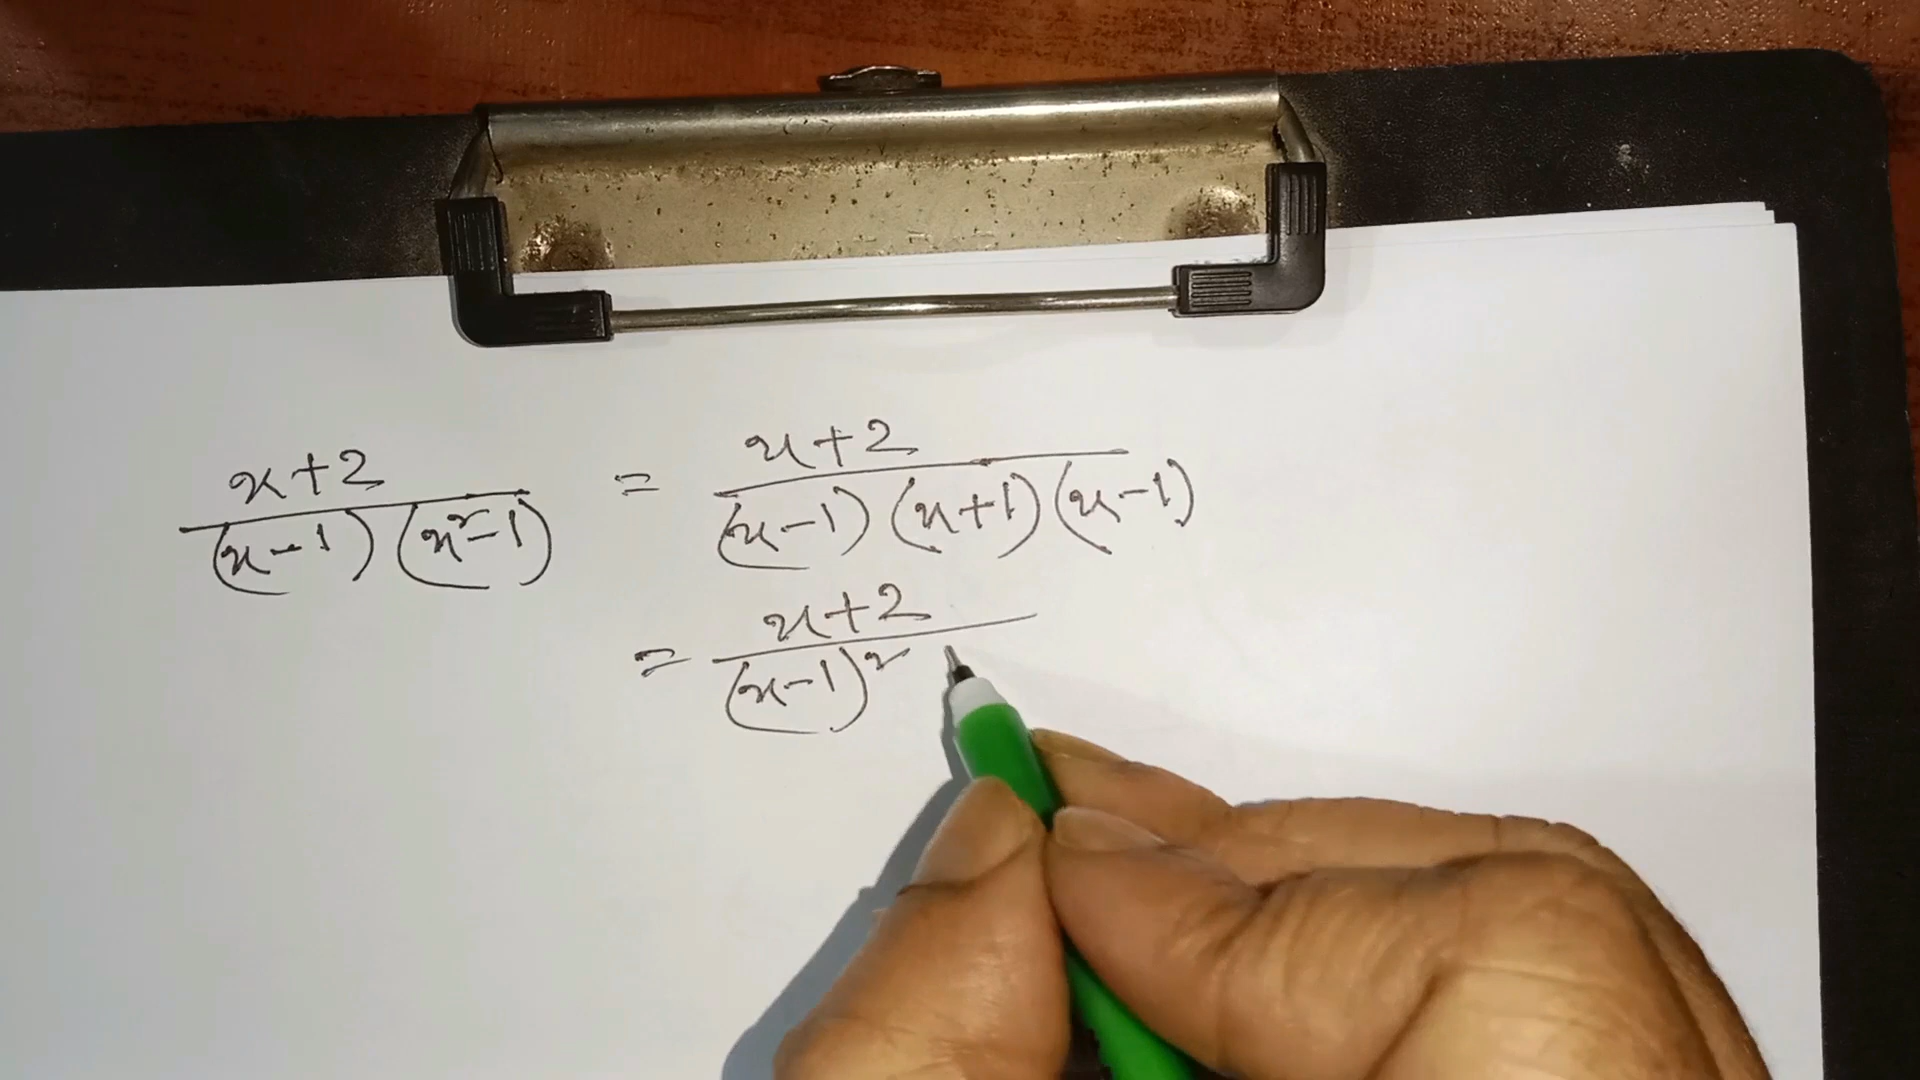 x+2 / (x-1) (x²-1) = x+2 / (x-1) (x+1) (x-1)
= x+2 / (x-1)²